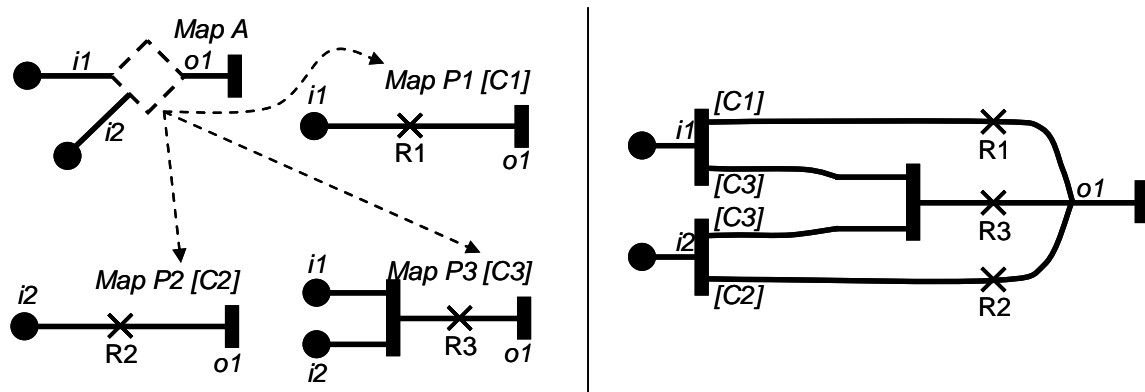 Map A
i1
o1
i2
Map P1 [C1]
i1
R1
o1
Map P2 [C2]
i2
R2
o1
Map P3 [C3]
i1
R3
i2
o1
[C1]
i1
R1
[C3]
o1
[C3]
R3
i2
[C2]
R2